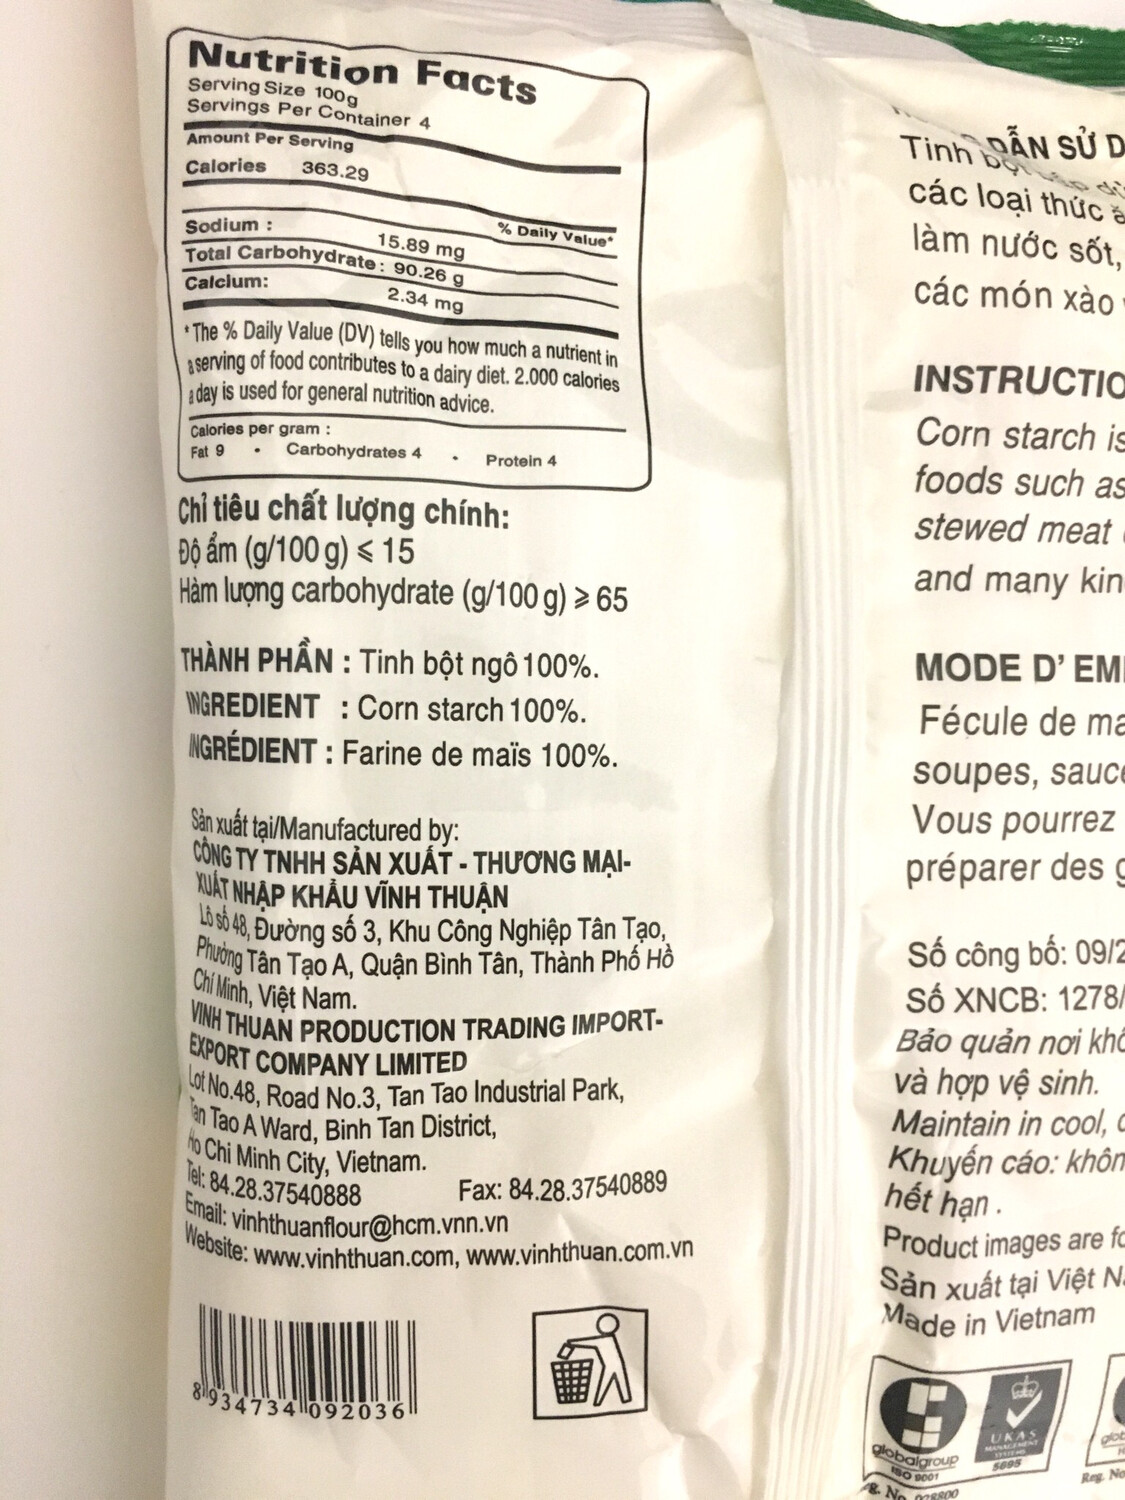 Nutrition Facts
Serving Size 100g
Servings Per Container 4
Amount Per Serving
Calories 363.29
% Daily Value*
Sodium : 15.89 mg
Total Carbohydrate : 90.26 g
Calcium: 2.34 mg
*The % Daily Value (DV) tells you how much a nutrient in
a serving of food contributes to a dairy diet. 2.000 calories
a day is used for general nutrition advice.
Calories per gram :
Fat 9 • Carbohydrates 4 • Protein 4
Chỉ tiêu chất lượng chính:
Độ ẩm (g/100 g) ⩽ 15
Hàm lượng carbohydrate (g/100 g) ⩾ 65
THÀNH PHẦN : Tinh bột ngô 100%.
INGREDIENT : Corn starch 100%.
INGRÉDIENT : Farine de maïs 100%.
Sản xuất tại/Manufactured by:
CÔNG TY TNHH SẢN XUẤT - THƯƠNG MẠI-
XUẤT NHẬP KHẨU VĨNH THUẬN
Lô số 48, Đường số 3, Khu Công Nghiệp Tân Tạo,
Phường Tân Tạo A, Quận Bình Tân, Thành Phố Hồ
Chí Minh, Việt Nam.
VINH THUAN PRODUCTION TRADING IMPORT-
EXPORT COMPANY LIMITED
Lot No.48, Road No.3, Tan Tao Industrial Park,
Tan Tao A Ward, Binh Tan District,
Ho Chi Minh City, Vietnam.
Tel: 84.28.37540888 Fax: 84.28.37540889
Email: vinhthuanflour@hcm.vnn.vn
Website: www.vinhthuan.com, www.vinhthuan.com.vn
8 934734 092036
DẪN SỬ D
Tinh bột
các loại thức
làm nước sốt,
các món xào
INSTRUCTIO
Corn starch is
foods such as
stewed meat
and many kin
MODE D' EM
Fécule de ma
soupes, sauce
Vous pourrez
préparer des
Số công bố: 09/2
Số XNCB: 1278/
Bảo quản nơi khô
và hợp vệ sinh.
Maintain in cool,
Khuyến cáo: khôn
hết hạn .
Product images are fo
Sản xuất tại Việt N
Made in Vietnam
globalgroup
ISO 9001
UKAS
MANAGEMENT
SYSTEMS
5695
glob
Reg. No